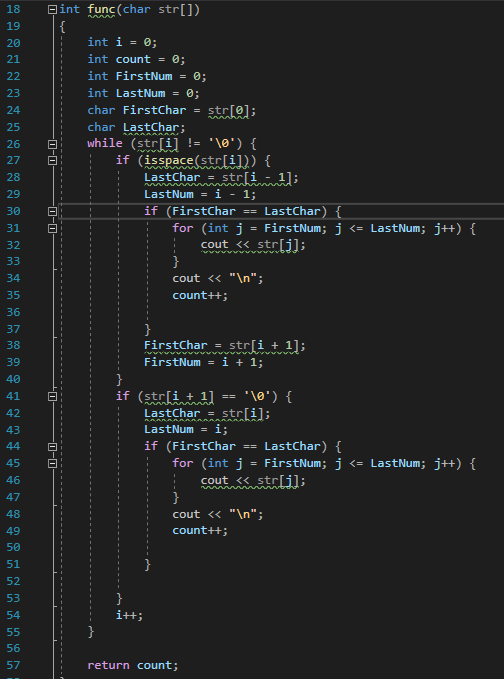 18 int func(char str[])
19 {
20 int i = 0;
21 int count = 0;
22 int FirstNum = 0;
23 int LastNum = 0;
24 char FirstChar = str[0];
25 char LastChar;
26 while (str[i] != '\0') {
27 if (isspace(str[i])) {
28 LastChar = str[i - 1];
29 LastNum = i - 1;
30 if (FirstChar == LastChar) {
31 for (int j = FirstNum; j <= LastNum; j++) {
32 cout << str[j];
33 }
34 cout << "\n";
35 count++;
36
37 }
38 FirstChar = str[i + 1];
39 FirstNum = i + 1;
40 }
41 if (str[i + 1] == '\0') {
42 LastChar = str[i];
43 LastNum = i;
44 if (FirstChar == LastChar) {
45 for (int j = FirstNum; j <= LastNum; j++) {
46 cout << str[j];
47 }
48 cout << "\n";
49 count++;
50
51 }
52
53 }
54 i++;
55 }
56
57 return count;